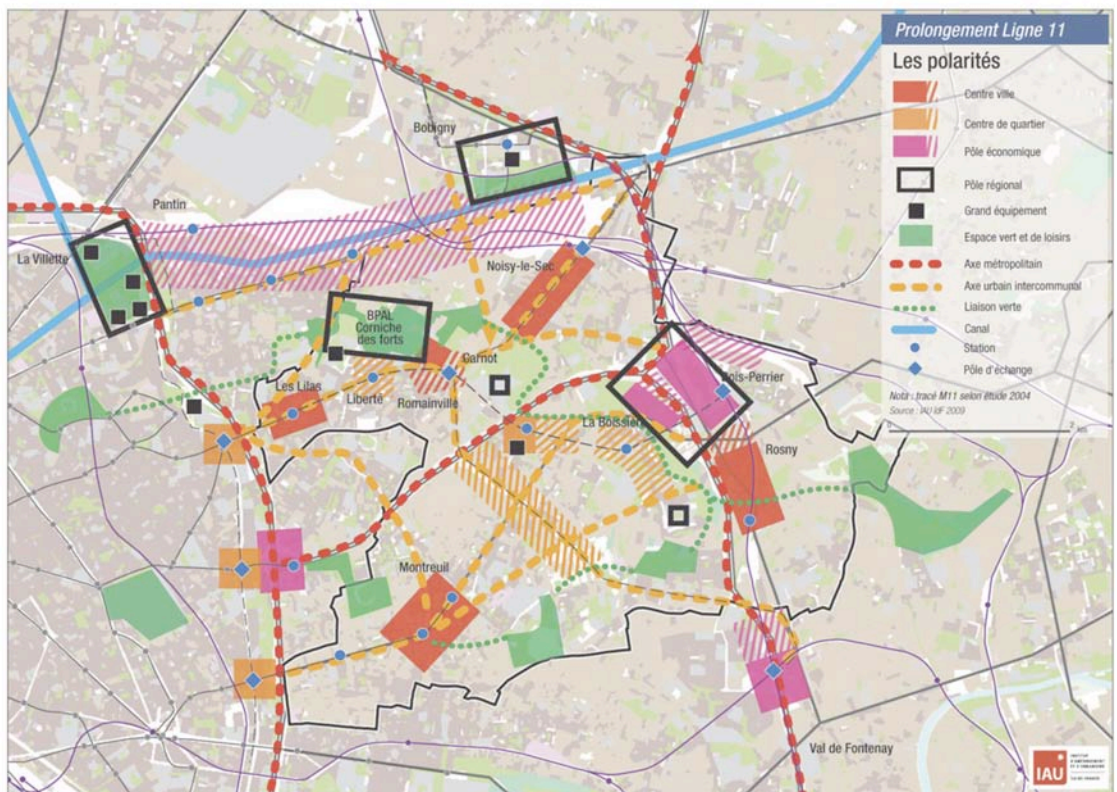 Prolongement Ligne 11
Les polarités
Centre ville
Centre de quartier
Pôle économique
Pôle régional
Grand équipement
Espace vert et de loisirs
Axe métropolitain
Axe urbain intercommunal
Liaison verte
Canal
Station
Pôle d'échange
Nota : tracé M11 selon étude 2004
Source : IAU îdF 2009
0 2 km
Bobigny
Pantin
La Villette
Noisy-le-Sec
BPAL
Corniche
des forts
Carnot
Les Lilas
Liberté
Romainville
Bois-Perrier
La Boissière
Rosny
Montreuil
Val de Fontenay
IAU